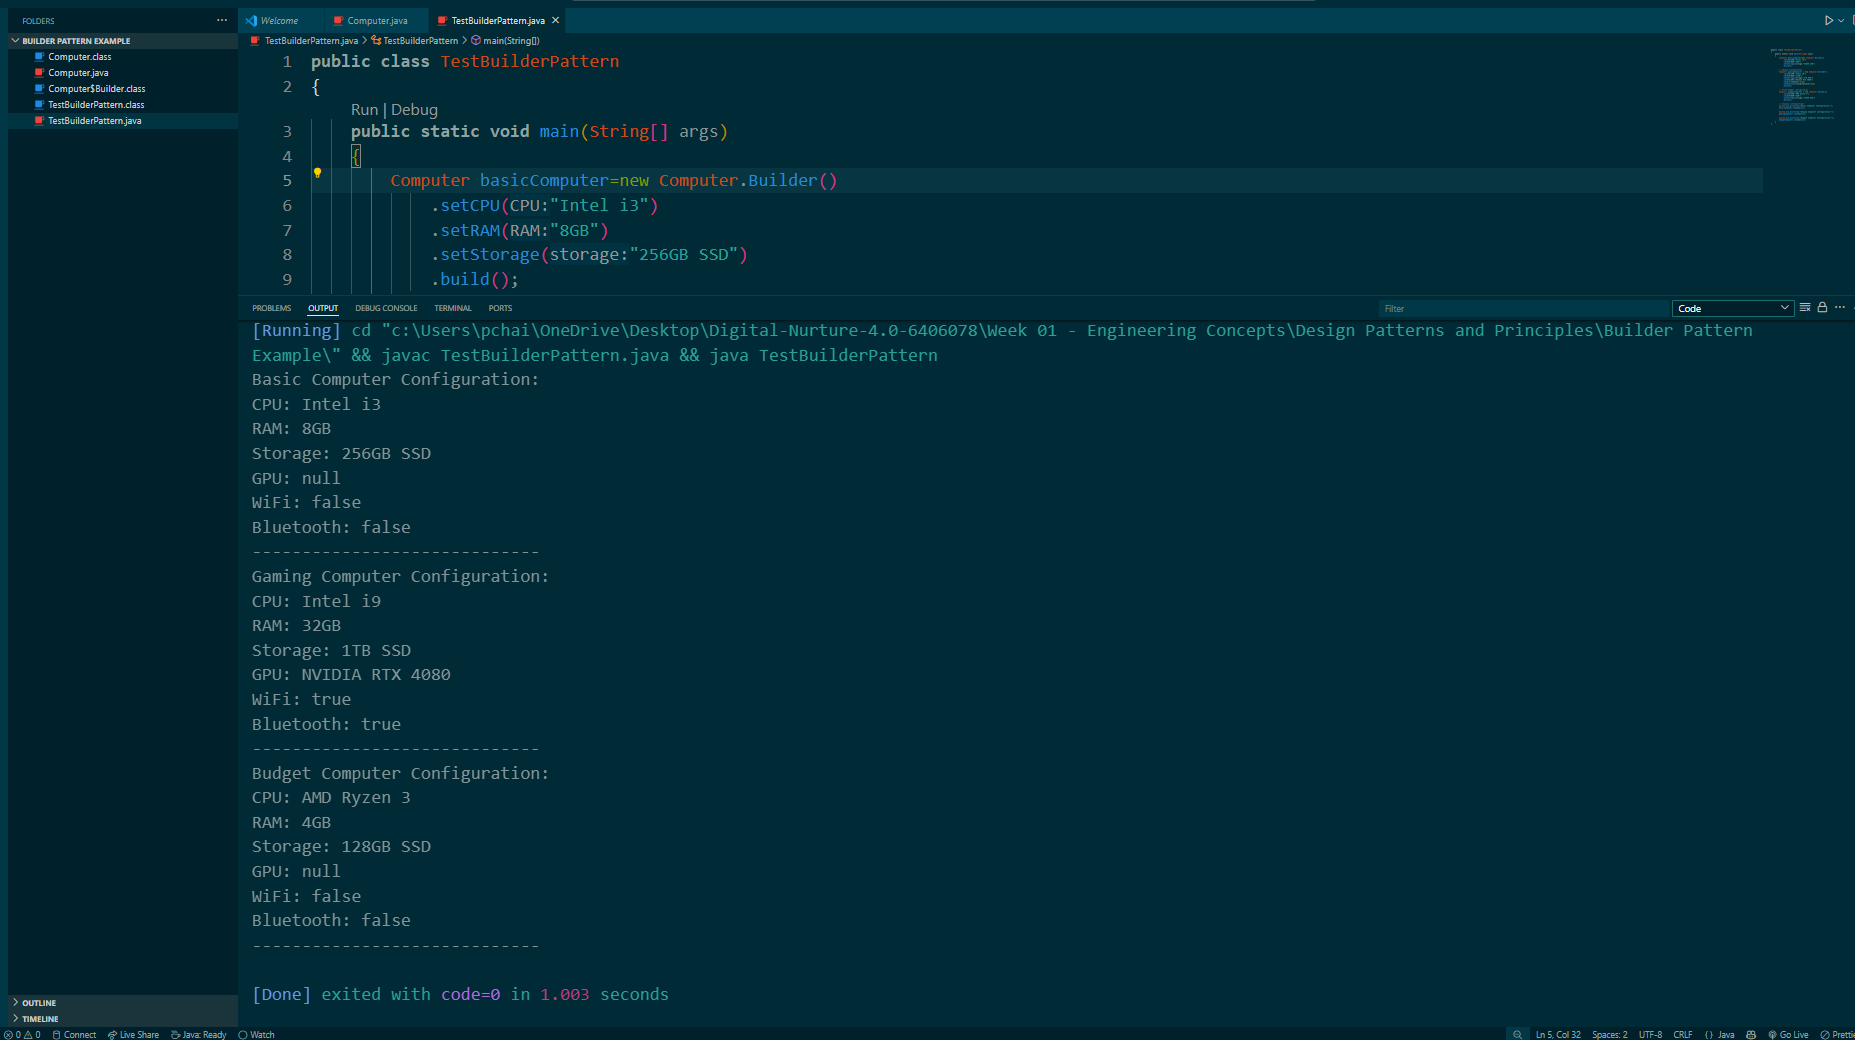 FOLDERS
BUILDER PATTERN EXAMPLE
Computer.class
Computer.java
Computer$Builder.class
TestBuilderPattern.class
TestBuilderPattern.java
OUTLINE
TIMELINE
Welcome
Computer.java
TestBuilderPattern.java
TestBuilderPattern.java > TestBuilderPattern > main(String[])
1 public class TestBuilderPattern
2 {
Run | Debug
3 public static void main(String[] args)
4 {
5 Computer basicComputer=new Computer.Builder()
6 .setCPU(CPU:"Intel i3")
7 .setRAM(RAM:"8GB")
8 .setStorage(storage:"256GB SSD")
9 .build();
PROBLEMS OUTPUT DEBUG CONSOLE TERMINAL PORTS Filter Code
[Running] cd "c:\Users\pchai\OneDrive\Desktop\Digital-Nurture-4.0-6406078\Week 01 - Engineering Concepts\Design Patterns and Principles\Builder Pattern
Example\" && javac TestBuilderPattern.java && java TestBuilderPattern
Basic Computer Configuration:
CPU: Intel i3
RAM: 8GB
Storage: 256GB SSD
GPU: null
WiFi: false
Bluetooth: false
-----------------------------
Gaming Computer Configuration:
CPU: Intel i9
RAM: 32GB
Storage: 1TB SSD
GPU: NVIDIA RTX 4080
WiFi: true
Bluetooth: true
-----------------------------
Budget Computer Configuration:
CPU: AMD Ryzen 3
RAM: 4GB
Storage: 128GB SSD
GPU: null
WiFi: false
Bluetooth: false
-----------------------------
[Done] exited with code=0 in 1.003 seconds
0 0 Connect Live Share Java: Ready Watch Ln 5, Col 32 Spaces: 2 UTF-8 CRLF {} Java Go Live Pretti